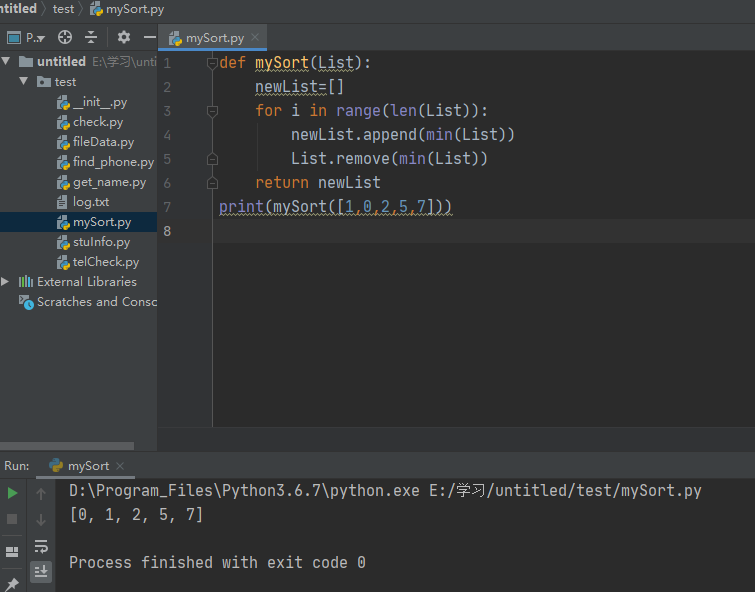 ntitled test mySort.py
P.. mySort.py
untitled E:\学习\unti
test
__init__.py
check.py
fileData.py
find_phone.py
get_name.py
log.txt
mySort.py
stuInfo.py
telCheck.py
External Libraries
Scratches and Consc
1 def mySort(List):
2 newList=[]
3 for i in range(len(List)):
4 newList.append(min(List))
5 List.remove(min(List))
6 return newList
7 print(mySort([1,0,2,5,7]))
8
Run: mySort
D:\Program_Files\Python3.6.7\python.exe E:/学习/untitled/test/mySort.py
[0, 1, 2, 5, 7]
Process finished with exit code 0